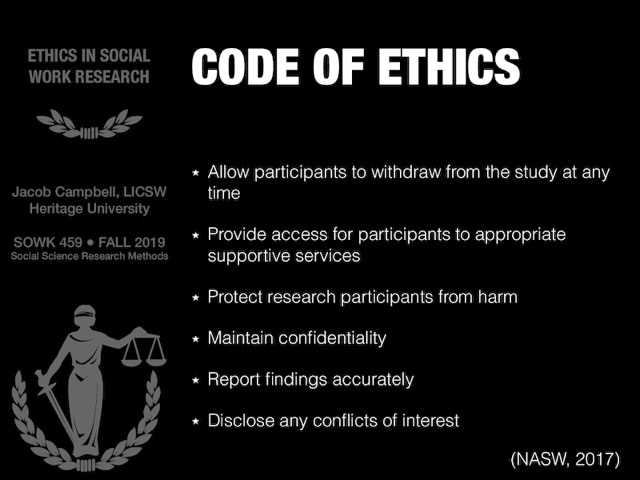 ETHICS IN SOCIAL
WORK RESEARCH
Jacob Campbell, LICSW
Heritage University
SOWK 459 • FALL 2019
Social Science Research Methods
CODE OF ETHICS
★ Allow participants to withdraw from the study at any
time
★ Provide access for participants to appropriate
supportive services
★ Protect research participants from harm
★ Maintain confidentiality
★ Report findings accurately
★ Disclose any conflicts of interest
(NASW, 2017)